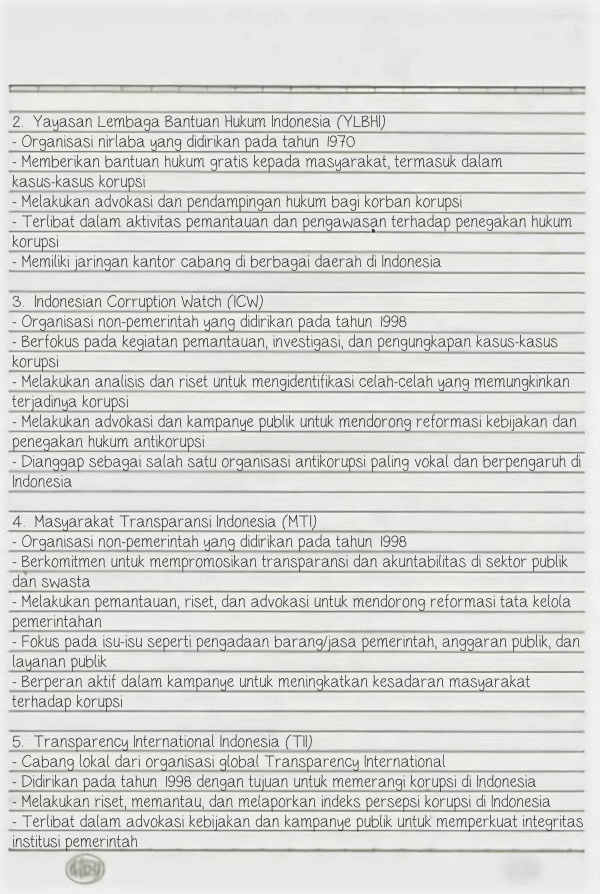 2. Yayasan Lembaga Bantuan Hukum Indonesia (YLBHI)
- Organisasi nirlaba yang didirikan pada tahun 1970
- Memberikan bantuan hukum gratis kepada masyarakat, termasuk dalam
kasus-kasus korupsi
- Melakukan advokasi dan pendampingan hukum bagi korban korupsi
- Terlibat dalam aktivitas pemantauan dan pengawasan terhadap penegakan hukum
korupsi
- Memiliki jaringan kantor cabang di berbagai daerah di Indonesia
3. Indonesian Corruption Watch (ICW)
- Organisasi non-pemerintah yang didirikan pada tahun 1998
- Berfokus pada kegiatan pemantauan, investigasi, dan pengungkapan kasus-kasus
korupsi
- Melakukan analisis dan riset untuk mengidentifikasi celah-celah yang memungkinkan
terjadinya korupsi
- Melakukan advokasi dan kampanye publik untuk mendorong reformasi kebijakan dan
penegakan hukum antikorupsi
- Dianggap sebagai salah satu organisasi antikorupsi paling vokal dan berpengaruh di
Indonesia
4. Masyarakat Transparansi Indonesia (MTI)
- Organisasi non-pemerintah yang didirikan pada tahun 1998
- Berkomitmen untuk mempromosikan transparansi dan akuntabilitas di sektor publik
dan swasta
- Melakukan pemantauan, riset, dan advokasi untuk mendorong reformasi tata kelola
pemerintahan
- Fokus pada isu-isu seperti pengadaan barang/jasa pemerintah, anggaran publik, dan
layanan publik
- Berperan aktif dalam kampanye untuk meningkatkan kesadaran masyarakat
terhadap korupsi
5. Transparency International Indonesia (TII)
- Cabang lokal dari organisasi global Transparency International
- Didirikan pada tahun 1998 dengan tujuan untuk memerangi korupsi di Indonesia
- Melakukan riset, memantau, dan melaporkan indeks persepsi korupsi di Indonesia
- Terlibat dalam advokasi kebijakan dan kampanye publik untuk memperkuat integritas
institusi pemerintah